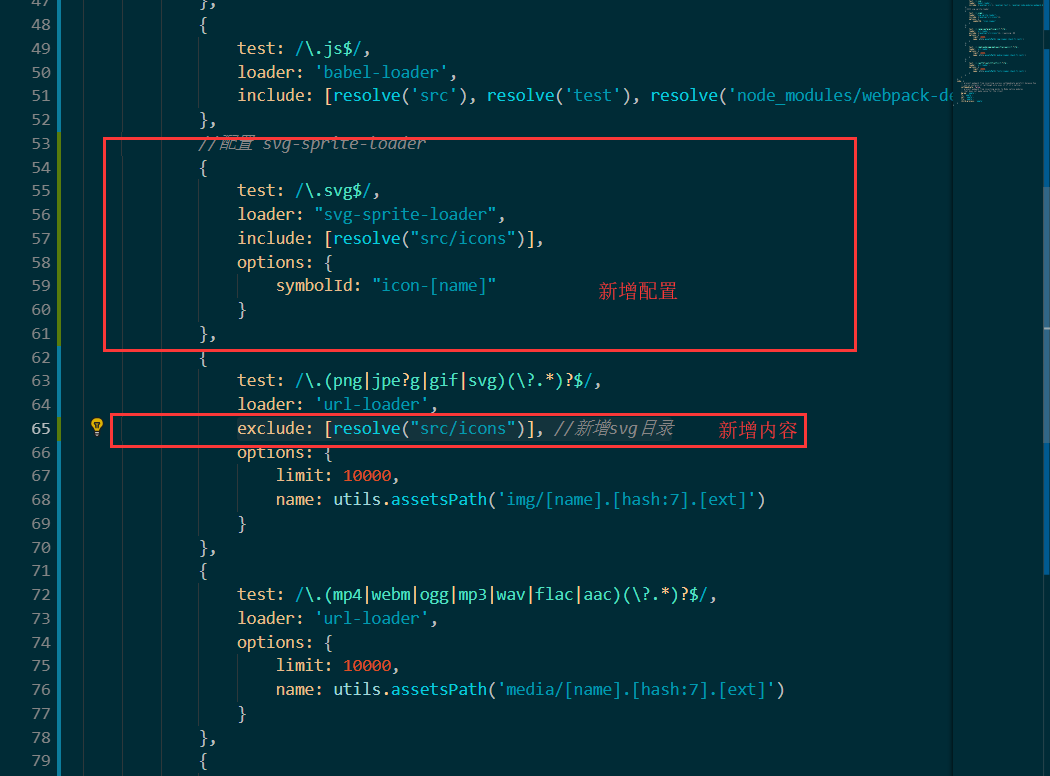 47 },
48 {
49 test: /\.js$/,
50 loader: 'babel-loader',
51 include: [resolve('src'), resolve('test'), resolve('node_modules/webpack-de
52 },
53 //配置 svg-sprite-loader
54 {
55 test: /\.svg$/,
56 loader: "svg-sprite-loader",
57 include: [resolve("src/icons")],
58 options: {
59 symbolId: "icon-[name]"
新增配置
60 }
61 },
62 {
63 test: /\.(png|jpe?g|gif|svg)(\?.*)?$/,
64 loader: 'url-loader',
65 exclude: [resolve("src/icons")], //新增svg目录 新增内容
66 options: {
67 limit: 10000,
68 name: utils.assetsPath('img/[name].[hash:7].[ext]')
69 }
70 },
71 {
72 test: /\.(mp4|webm|ogg|mp3|wav|flac|aac)(\?.*)?$/,
73 loader: 'url-loader',
74 options: {
75 limit: 10000,
76 name: utils.assetsPath('media/[name].[hash:7].[ext]')
77 }
78 },
79 {